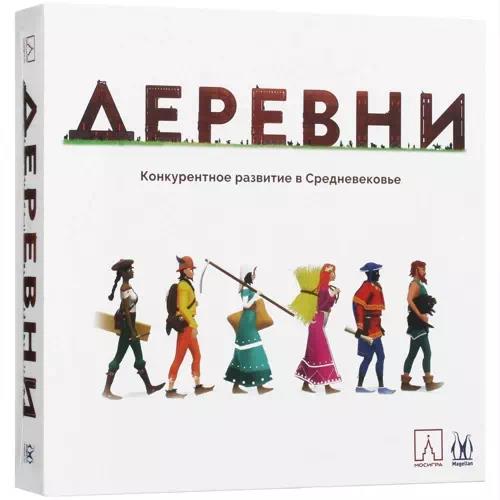 ДЕРЕВНИ
Конкурентное развитие в Средневековье
МОСИГРА
Magellan
ДЕРЕВНИ